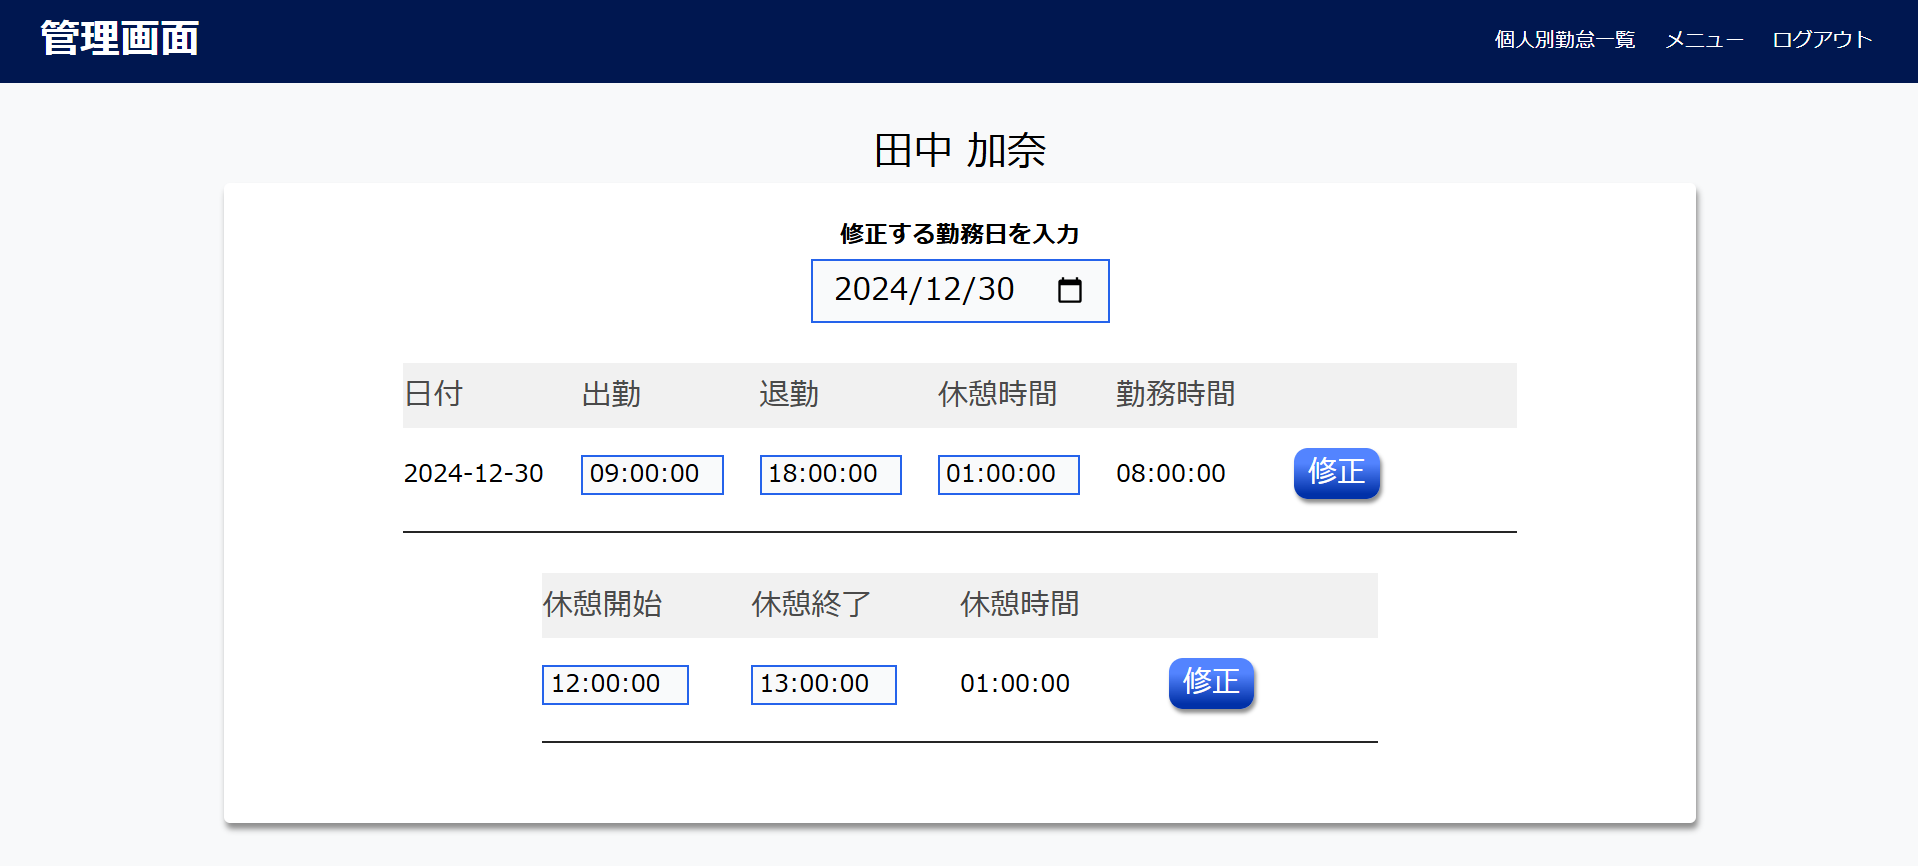 管理画面
個人別勤怠一覧 メニュー ログアウト
田中 加奈
修正する勤務日を入力
2024/12/30
日付 出勤 退勤 休憩時間 勤務時間
2024-12-30 09:00:00 18:00:00 01:00:00 08:00:00 修正
休憩開始 休憩終了 休憩時間
12:00:00 13:00:00 01:00:00 修正